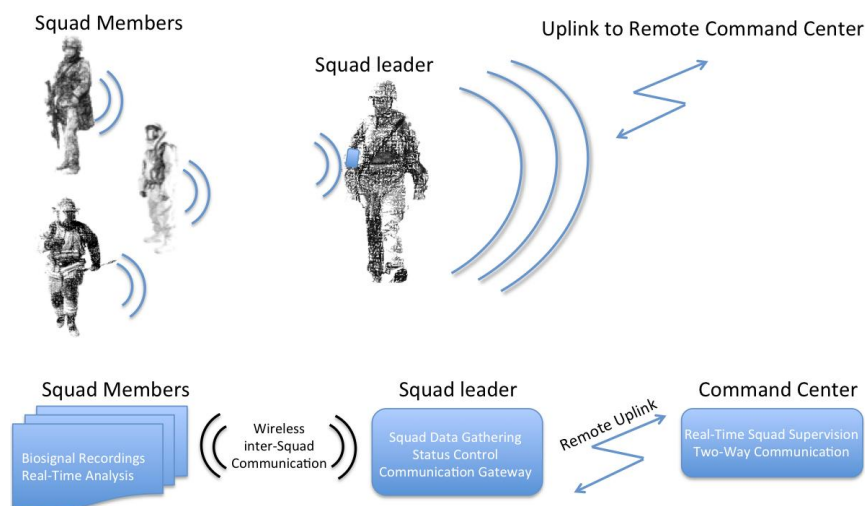 Squad Members
Squad leader
Uplink to Remote Command Center
Squad Members
Squad leader
Command Center
Biosignal Recordings
Real-Time Analysis
Wireless
inter-Squad
Communication
Squad Data Gathering
Status Control
Communication Gateway
Remote Uplink
Real-Time Squad Supervision
Two-Way Communication